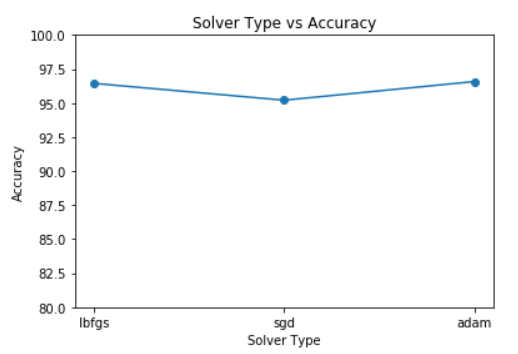 Solver Type vs Accuracy
100.0
97.5
95.0
92.5
90.0
87.5
85.0
82.5
80.0
Accuracy
lbfgs sgd adam
Solver Type